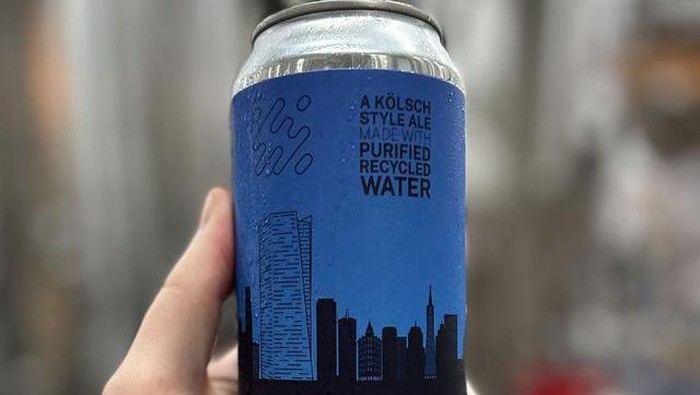 A KÖLSCH
STYLE ALE
MADE WITH
PURIFIED
RECYCLED
WATER